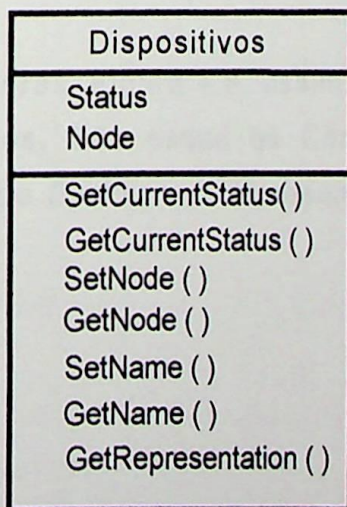 Dispositivos
Status
Node
SetCurrentStatus( )
GetCurrentStatus ( )
SetNode ( )
GetNode ( )
SetName ( )
GetName ( )
GetRepresentation ( )